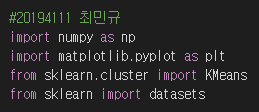 #20194111 최민규
import numpy as np
import matplotlib.pyplot as plt
from sklearn.cluster import KMeans
from sklearn import datasets